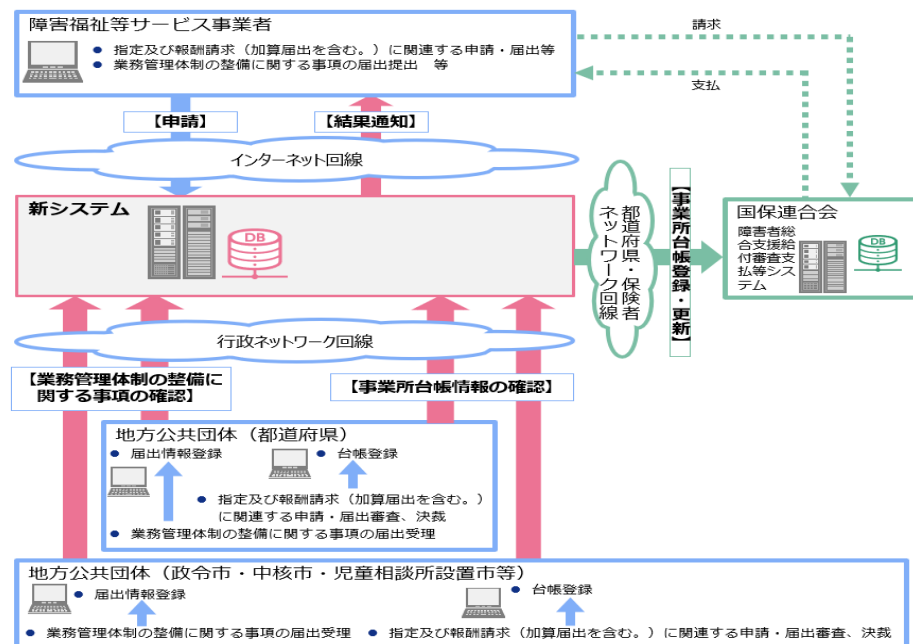 障害福祉等サービス事業者
● 指定及び報酬請求（加算届出を含む。）に関連する申請・届出等
● 業務管理体制の整備に関する事項の届出提出　等
請求
支払
【申請】
【結果通知】
インターネット回線
新システム
DB
都道府県・保険者
ネットワーク回線
【事業所台帳登録・更新】
国保連合会
障害者総
合支援給
付審査支
払等シス
テム
DB
行政ネットワーク回線
【業務管理体制の整備に
関する事項の確認】
【事業所台帳情報の確認】
地方公共団体（都道府県）
● 届出情報登録
● 台帳登録
● 指定及び報酬請求（加算届出を含む。）
に関連する申請・届出審査、決裁
● 業務管理体制の整備に関する事項の届出受理
地方公共団体（政令市・中核市・児童相談所設置市等）
● 届出情報登録
● 台帳登録
● 業務管理体制の整備に関する事項の届出受理
● 指定及び報酬請求（加算届出を含む。）に関連する申請・届出審査、決裁